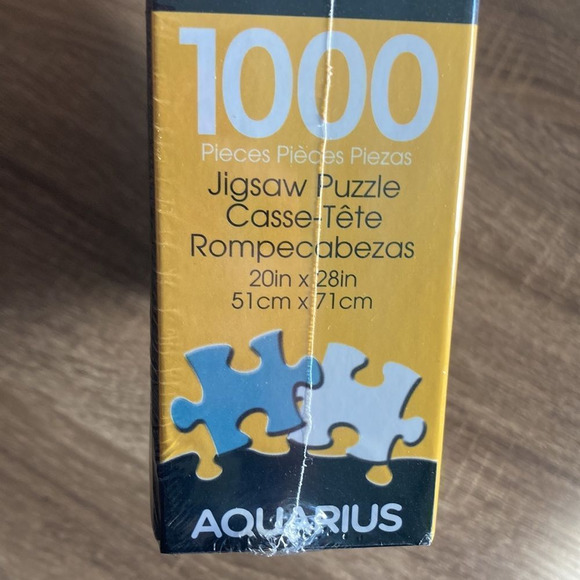 1000
Pieces Pièces Piezas
Jigsaw Puzzle
Casse-Tête
Rompecabezas
20in x 28in
51cm x 71cm
AQUARIUS